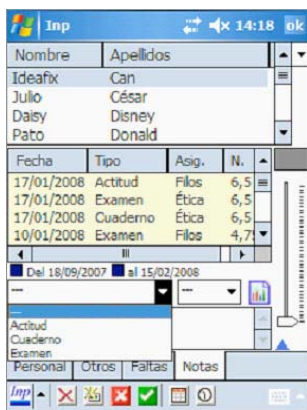 Inp 14:18 ok
Nombre Apellidos
Ideafix Can
Julio César
Daisy Disney
Pato Donald
Fecha Tipo Asig. N.
17/01/2008 Actitud Filos 6,5
17/01/2008 Examen Ética 6,5
17/01/2008 Cuaderno Ética 6,5
10/01/2008 Examen Filos 4,7
Del 18/09/2007 al 15/02/2008
--- ---
---
Actitud
Cuaderno
Examen
Personal Otros Faltas Notas
Inp